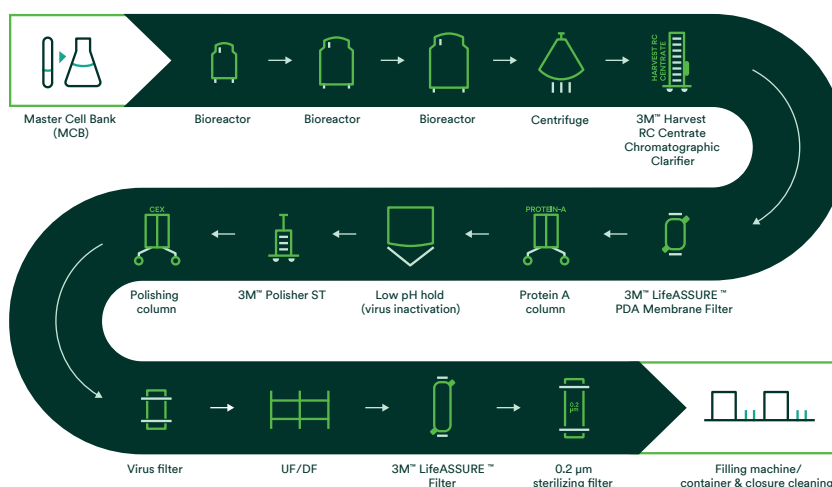 HARVEST RC
CENTRATE
Master Cell Bank
(MCB)
Bioreactor
Bioreactor
Bioreactor
Centrifuge
3M™ Harvest
RC Centrate
Chromatographic
Clarifier
CEX
PROTEIN-A
Polishing
column
3M™ Polisher ST
Low pH hold
(virus inactivation)
Protein A
column
3M™ LifeASSURE ™
PDA Membrane Filter
0.2
µm
Virus filter
UF/DF
3M™ LifeASSURE ™
Filter
0.2 µm
sterilizing filter
Filling machine/
container & closure cleaning